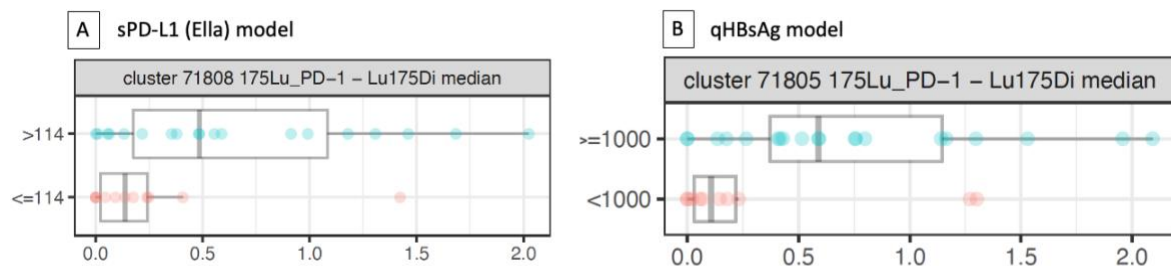 A sPD-L1 (Ella) model
cluster 71808 175Lu_PD−1 − Lu175Di median
>114
<=114
0.0 0.5 1.0 1.5 2.0
B qHBsAg model
cluster 71805 175Lu_PD−1 − Lu175Di median
>=1000
<1000
0.0 0.5 1.0 1.5 2.0